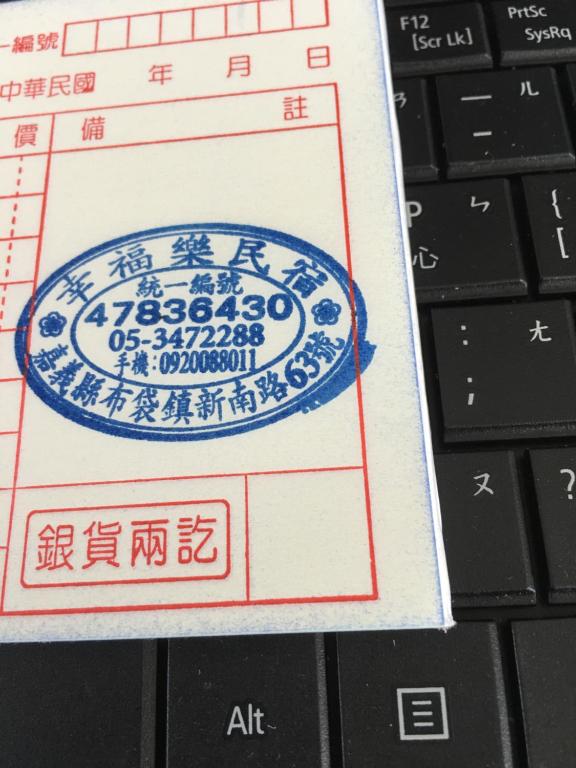 一編號
中華民國 年 月 日
價 備 註
幸福樂民宿
統一編號
47836430
05-3472288
手機:0920088011
嘉義縣布袋鎮新南路63號
銀貨兩訖
F12
[Scr Lk]
PrtSc
SysRq
ㄦ
P ㄣ
心
{
[
: ㄤ
;
ㄡ
?
Alt